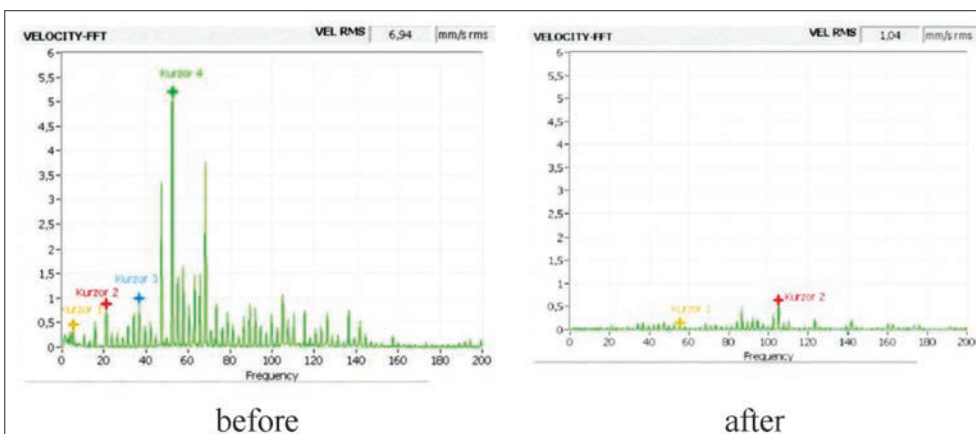 VELOCITY-FFT VEL RMS 6,94 mm/s rms
6
5,5
5
4,5
4
3,5
3
2,5
2
1,5
1
0,5
0
Kurzor 4
Kurzor 3
Kurzor 2
Kurzor 1
0 20 40 60 80 100 120 140 160 180 200
Frequency
before
VELOCITY-FFT VEL RMS 1,04 mm/s rms
6
5,5
5
4,5
4
3,5
3
2,5
2
1,5
1
0,5
0
Kurzor 2
Kurzor 1
0 20 40 60 80 100 120 140 160 180 200
Frequency
after